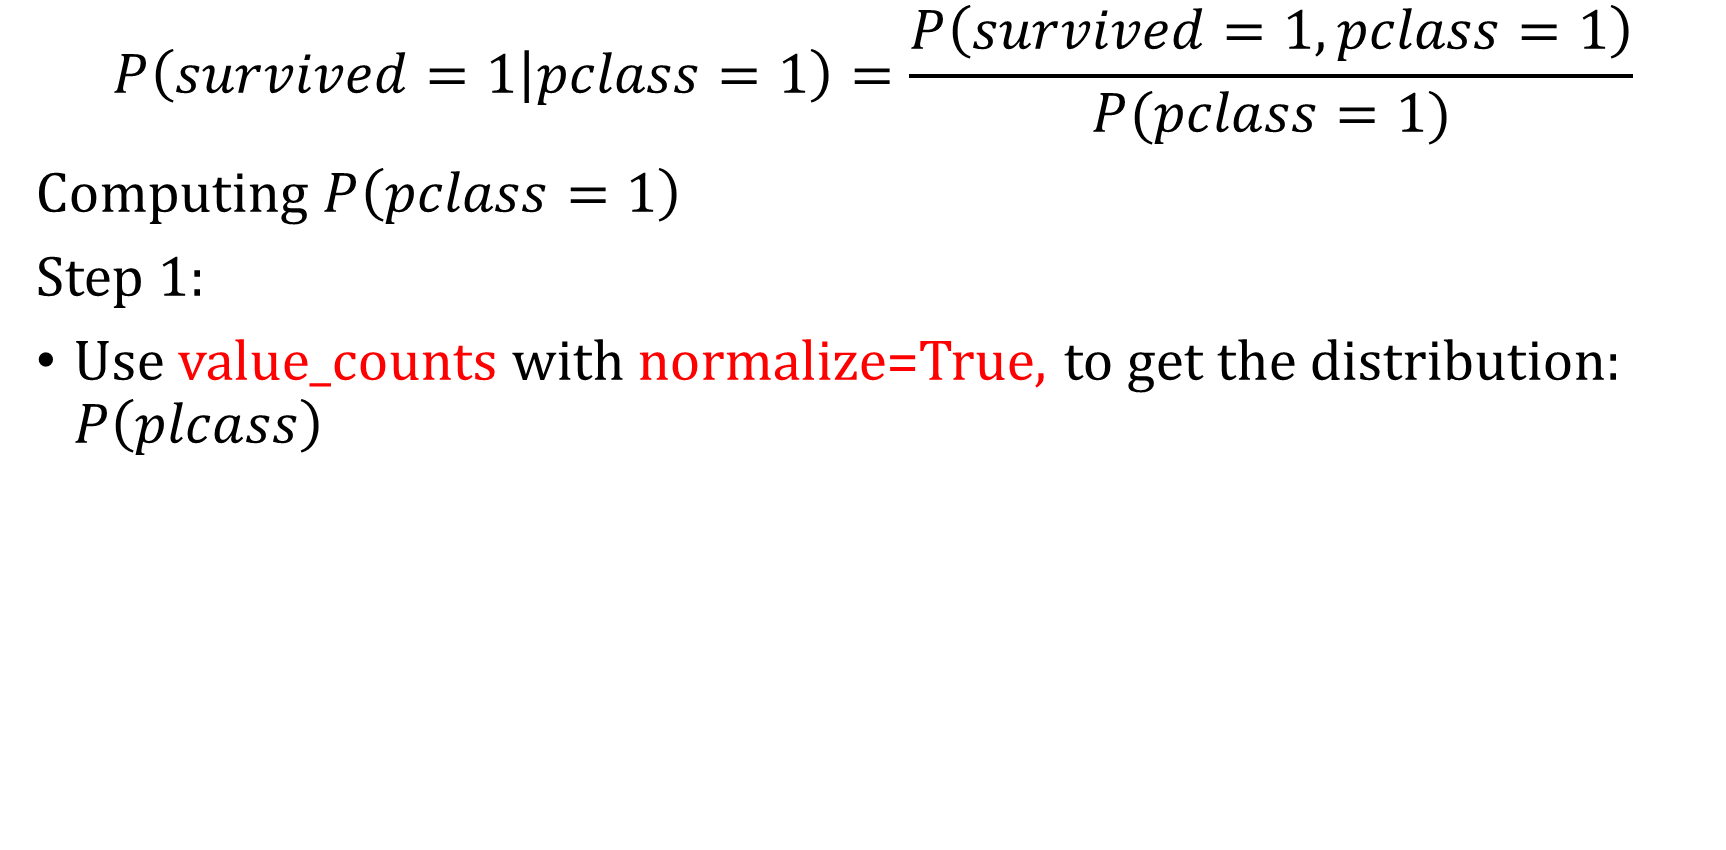 P(survived = 1|pclass = 1) = P(survived = 1, pclass = 1) / P(pclass = 1)
Computing P(pclass = 1)
Step 1:
• Use value_counts with normalize=True, to get the distribution:
P(plcass)